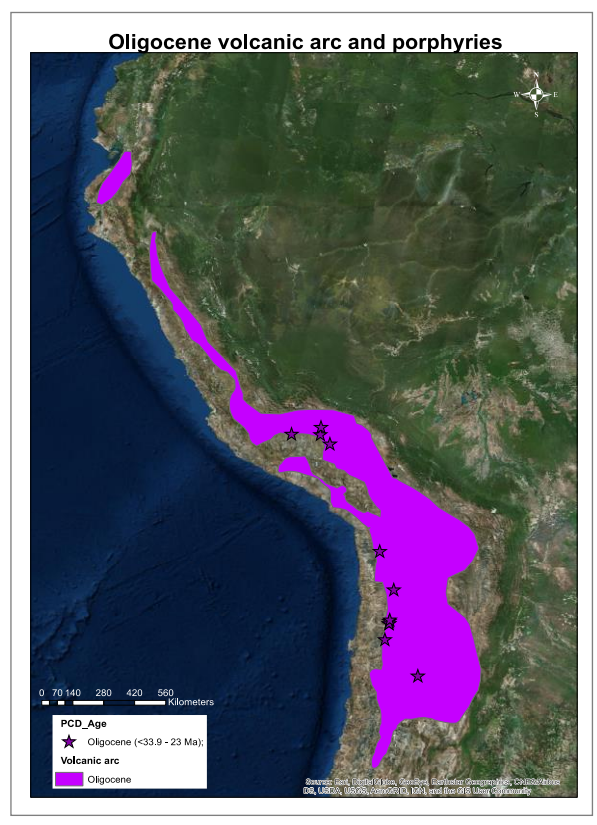 Oligocene volcanic arc and porphyries
N
W E
S
0 70 140 280 420 560
Kilometers
PCD_Age
Oligocene (<33.9 - 23 Ma);
Volcanic arc
Oligocene
Source: Esri, DigitalGlobe, GeoEye, Earthstar Geographics, CNES/Airbus
DS, USDA, USGS, AeroGRID, IGN, and the GIS User Community